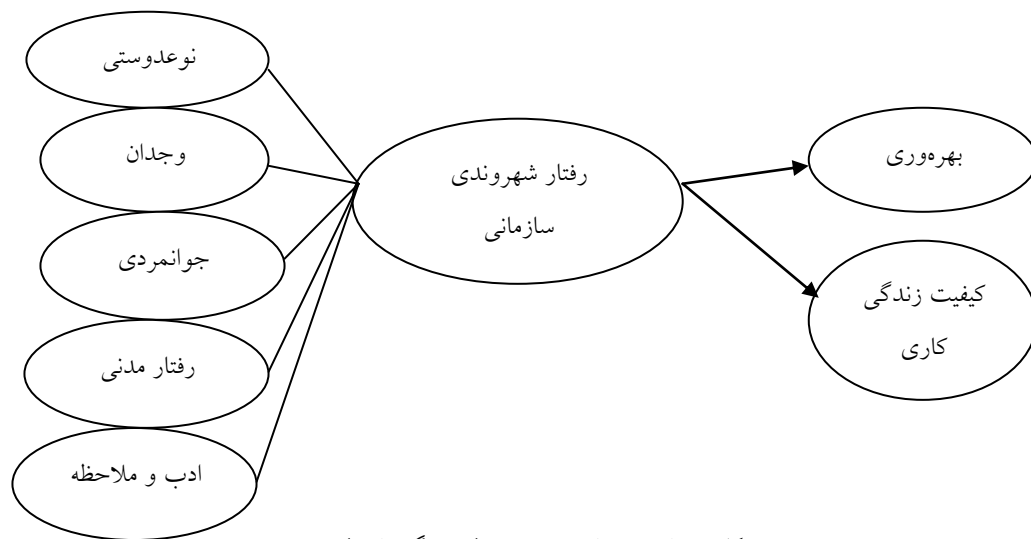 نوعدوستی
وجدان
جوانمردی
رفتار مدنی
ادب و ملاحظه
رفتار شهروندی
سازمانی
بهره‌وری
کیفیت زندگی
کاری